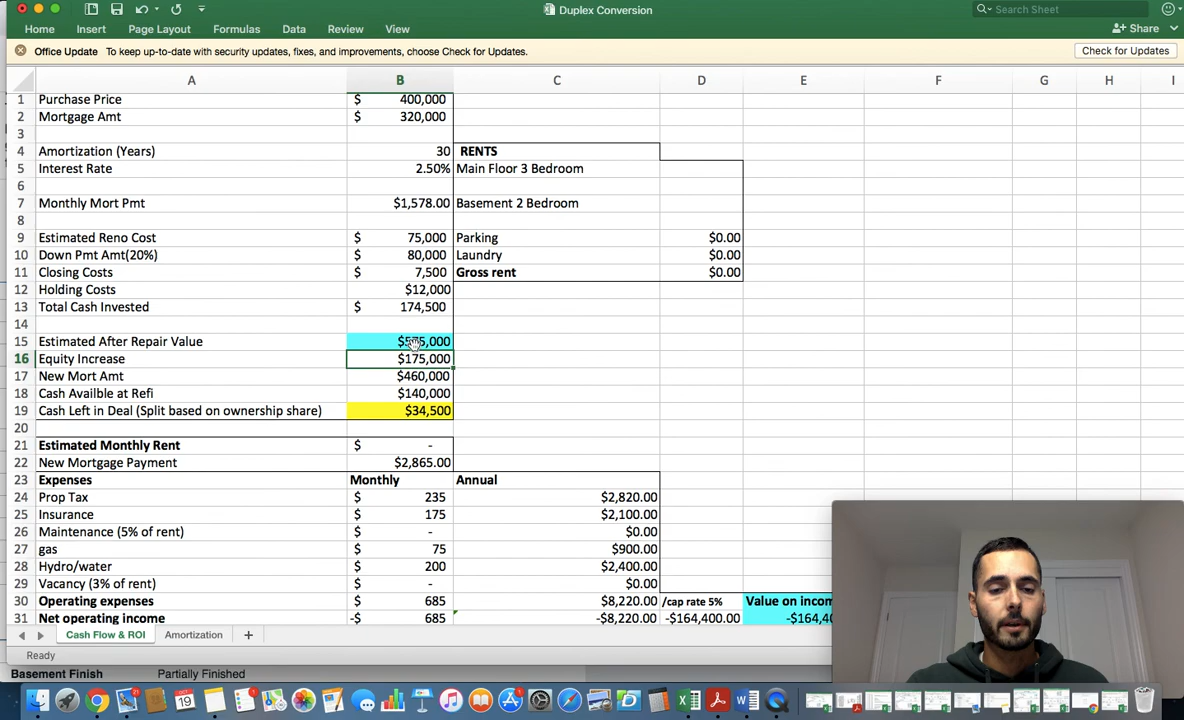 Duplex Conversion
Search Sheet
Home Insert Page Layout Formulas Data Review View
Share
Office Update To keep up-to-date with security updates, fixes, and improvements, choose Check for Updates.
Check for Updates
A B C D E F G H I
1 Purchase Price $ 400,000
2 Mortgage Amt $ 320,000
3
4 Amortization (Years) 30 RENTS
5 Interest Rate 2.50% Main Floor 3 Bedroom
6
7 Monthly Mort Pmt $1,578.00 Basement 2 Bedroom
8
9 Estimated Reno Cost $ 75,000 Parking $0.00
10 Down Pmt Amt(20%) $ 80,000 Laundry $0.00
11 Closing Costs $ 7,500 Gross rent $0.00
12 Holding Costs $12,000
13 Total Cash Invested $ 174,500
14
15 Estimated After Repair Value $575,000
16 Equity Increase $175,000
17 New Mort Amt $460,000
18 Cash Availble at Refi $140,000
19 Cash Left in Deal (Split based on ownership share) $34,500
20
21 Estimated Monthly Rent $ -
22 New Mortgage Payment $2,865.00
23 Expenses Monthly Annual
24 Prop Tax $ 235 $2,820.00
25 Insurance $ 175 $2,100.00
26 Maintenance (5% of rent) $ - $0.00
27 gas $ 75 $900.00
28 Hydro/water $ 200 $2,400.00
29 Vacancy (3% of rent) $ - $0.00
30 Operating expenses $ 685 $8,220.00 /cap rate 5% Value on incom
31 Net operating income -$ 685 -$8,220.00 -$164,400.00 -$164,40
Cash Flow & ROI Amortization +
Ready
Basement Finish Partially Finished